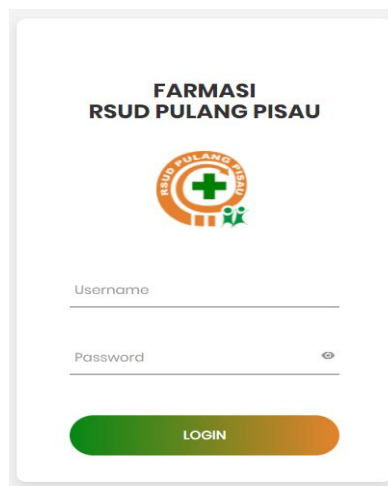 FARMASI
RSUD PULANG PISAU
RSUD PULANG PISAU
Username
Password
LOGIN